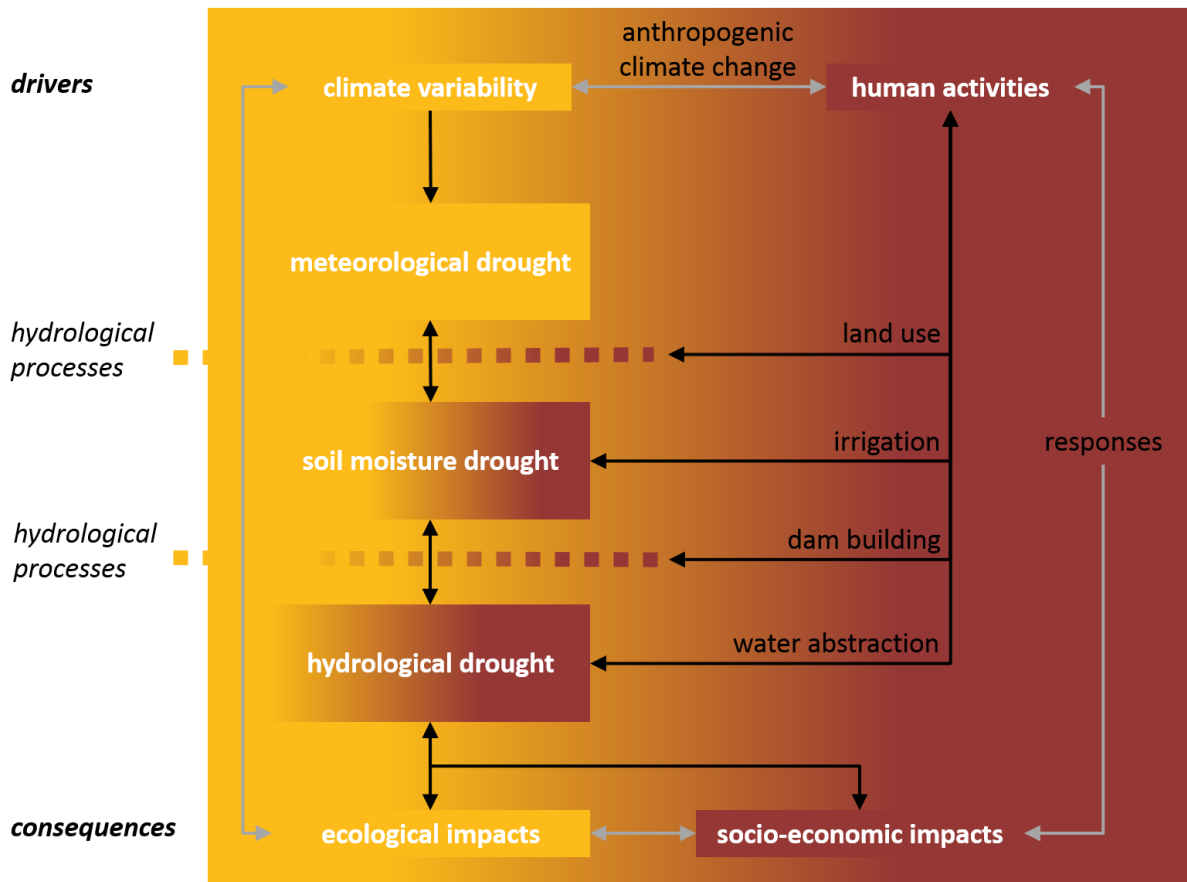 anthropogenic
climate change
drivers
climate variability
human activities
meteorological drought
hydrological
processes
land use
irrigation
soil moisture drought
responses
hydrological
processes
dam building
water abstraction
hydrological drought
consequences
ecological impacts
socio-economic impacts